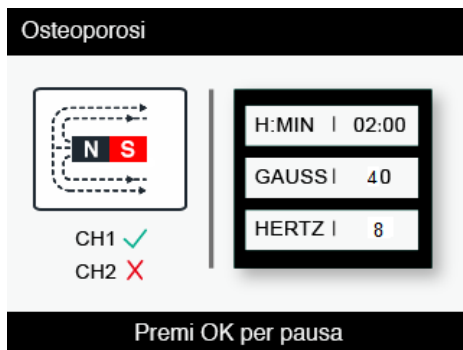 Osteoporosi
N S
CH1
CH2
H:MIN | 02:00
GAUSS | 40
HERTZ | 8
Premi OK per pausa